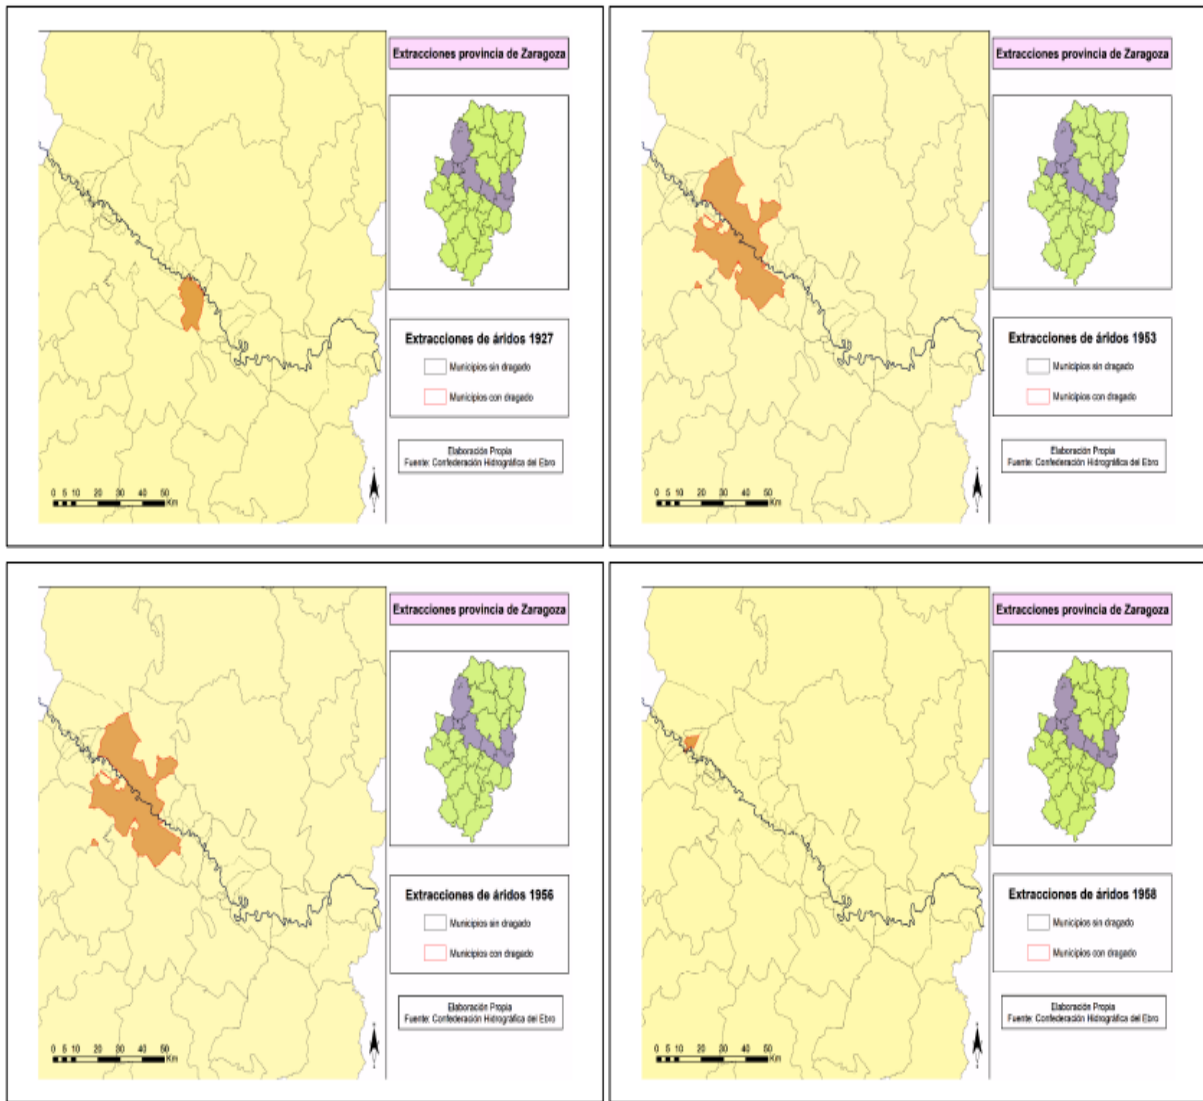 Extracciones provincia de Zaragoza
Extracciones de áridos 1927
Municipios sin dragado
Municipios con dragado
Elaboración Propia
Fuente: Confederación Hidrográfica del Ebro
0 5 10 20 30 40 50
Km
Extracciones provincia de Zaragoza
Extracciones de áridos 1953
Municipios sin dragado
Municipios con dragado
Elaboración Propia
Fuente: Confederación Hidrográfica del Ebro
0 5 10 20 30 40 50
Km
Extracciones provincia de Zaragoza
Extracciones de áridos 1956
Municipios sin dragado
Municipios con dragado
Elaboración Propia
Fuente: Confederación Hidrográfica del Ebro
0 5 10 20 30 40 50
Km
Extracciones provincia de Zaragoza
Extracciones de áridos 1958
Municipios sin dragado
Municipios con dragado
Elaboración Propia
Fuente: Confederación Hidrográfica del Ebro
0 5 10 20 30 40 50
Km